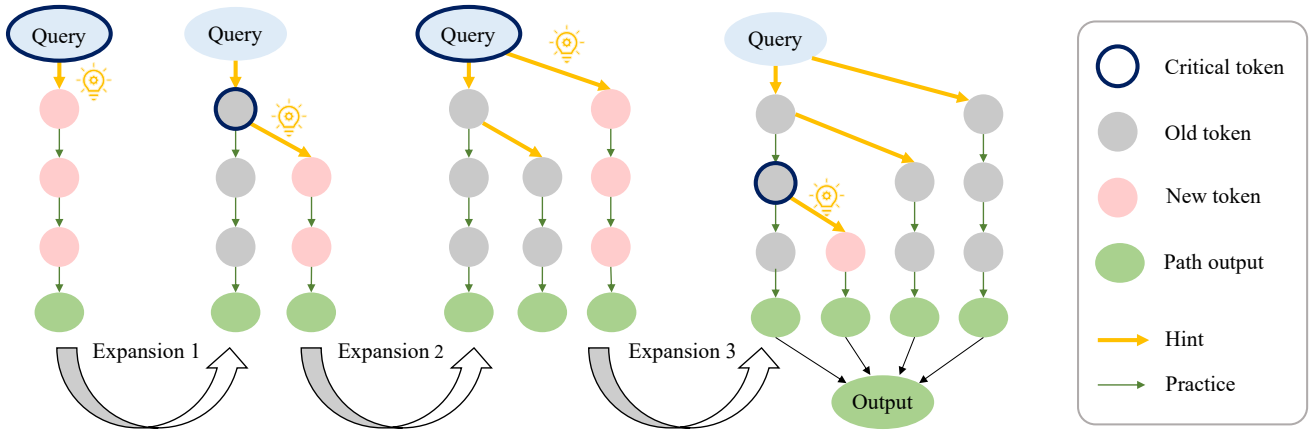 Query
Query
Query
Query
Expansion 1
Expansion 2
Expansion 3
Output
Critical token
Old token
New token
Path output
Hint
Practice